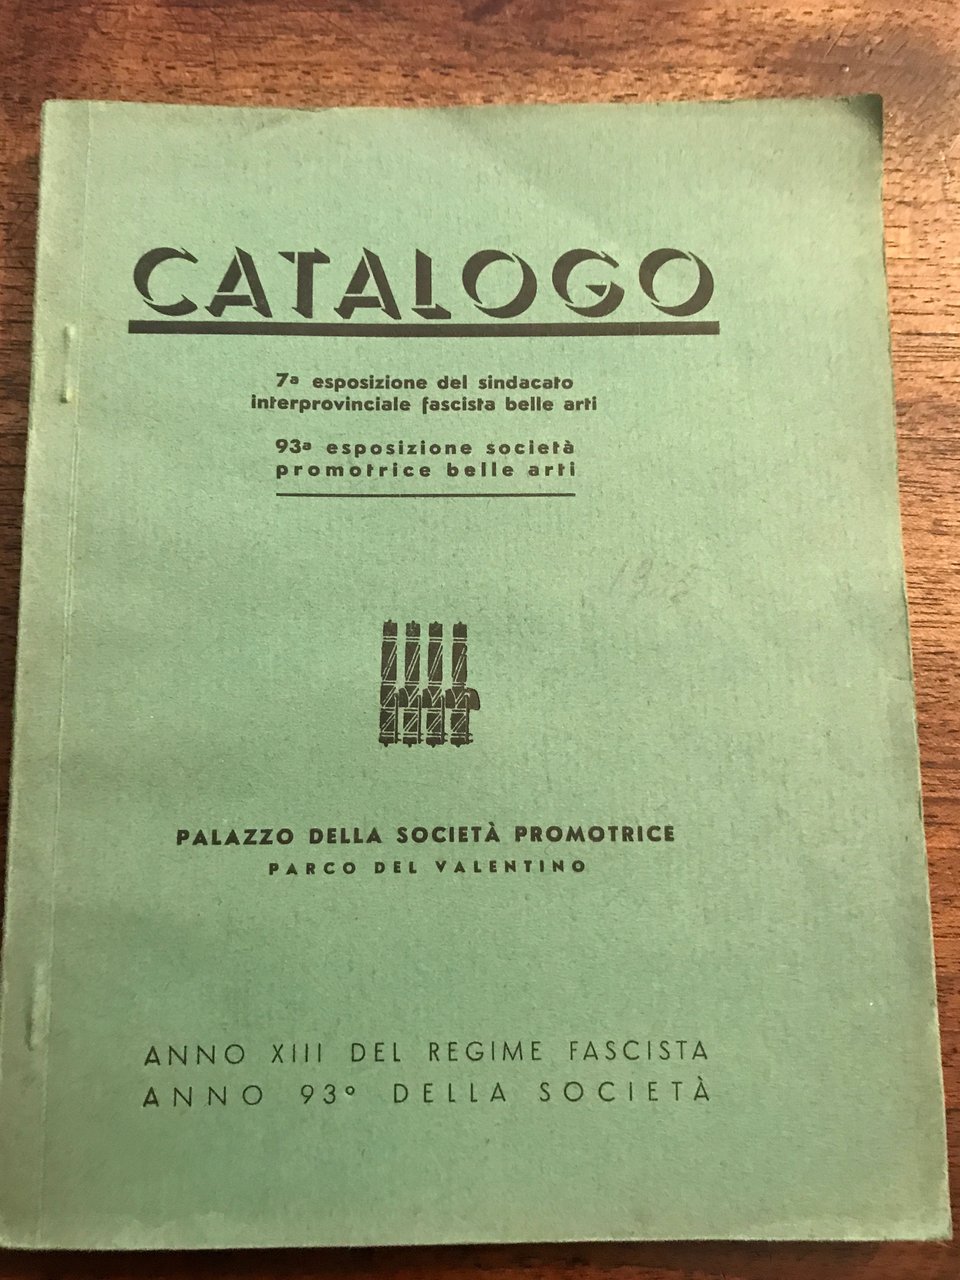 CATALOGO
7ª esposizione del sindacato
interprovinciale fascista belle arti
93ª esposizione società
promotrice belle arti
PALAZZO DELLA SOCIETÀ PROMOTRICE
PARCO DEL VALENTINO
ANNO XIII DEL REGIME FASCISTA
ANNO 93° DELLA SOCIETÀ